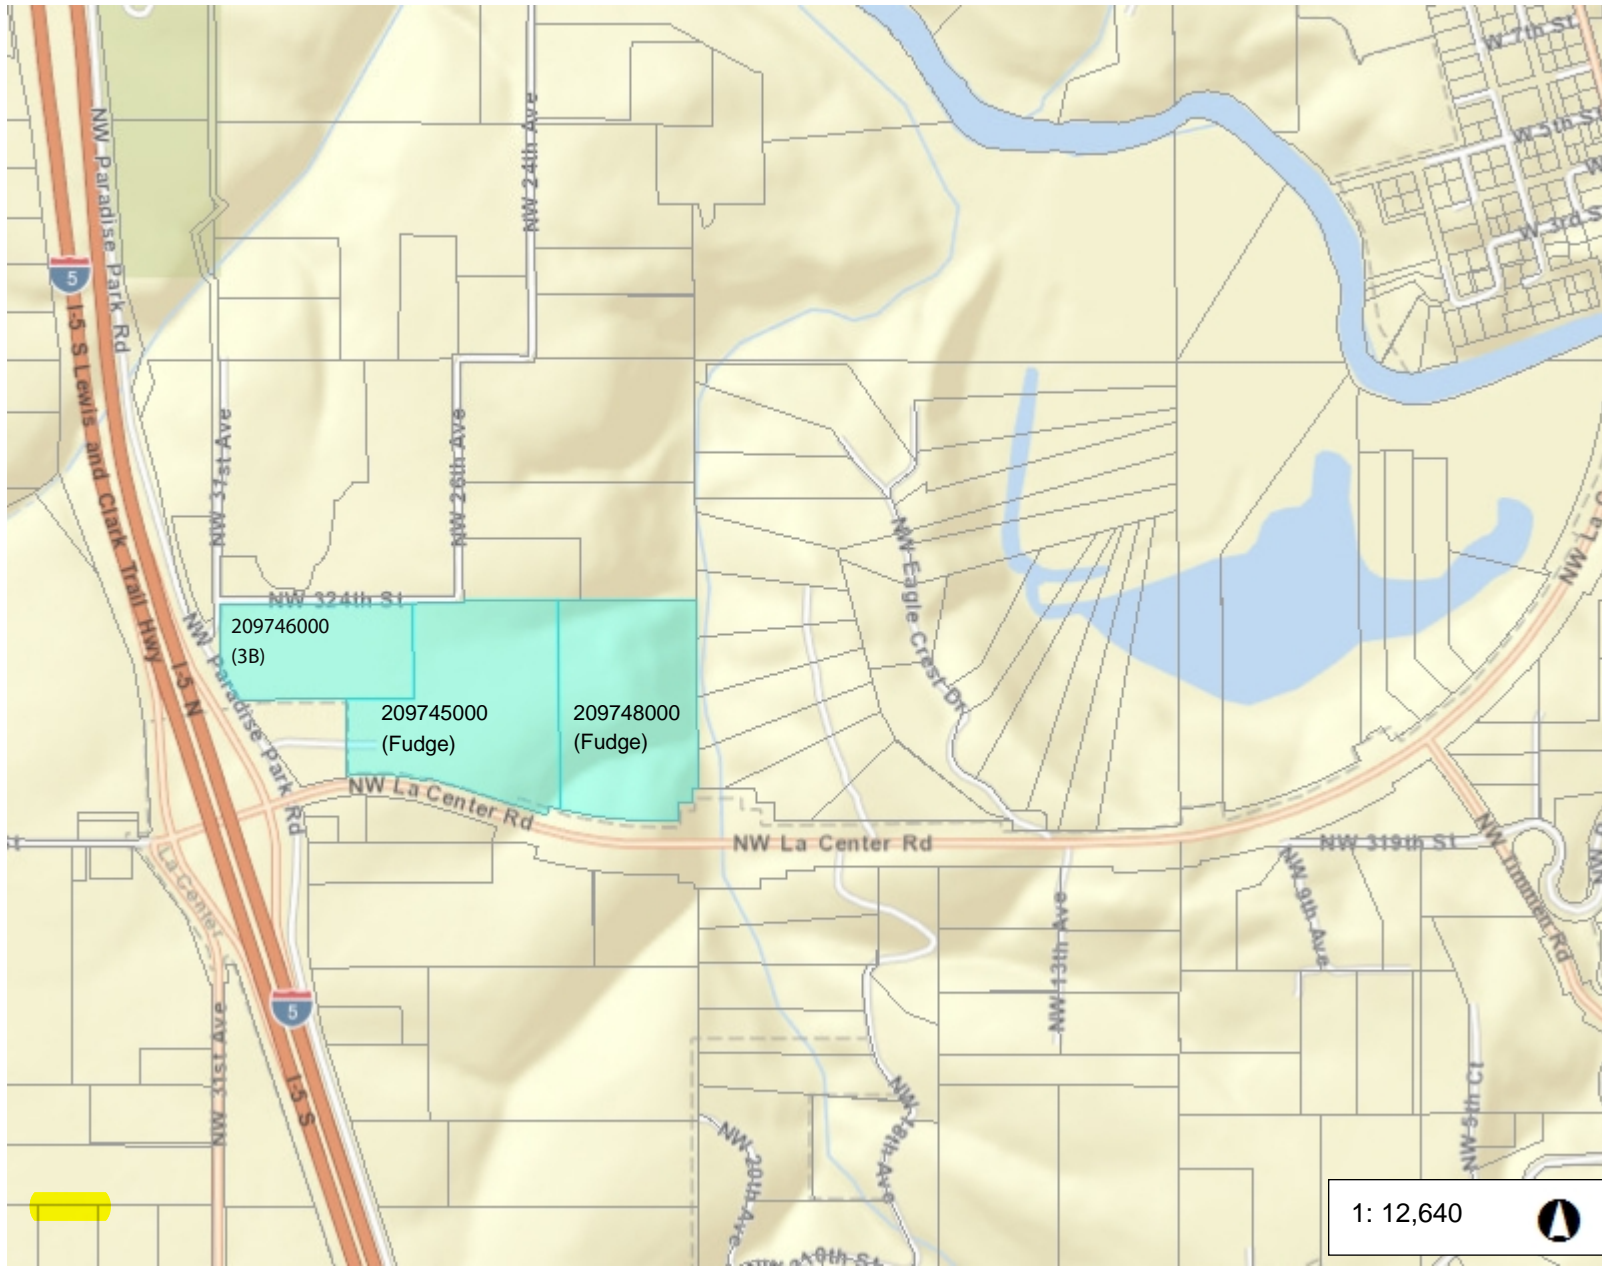 W 7th St
W 5th St
W 3rd S
NW Paradise Park Rd
NW 24th Ave
5
I-5 S Lewis and Clark Trail Hwy
NW 31st Ave
NW 26th Ave
NW Eagle Crest Dr
NW La C
NW 324th St
209746000
(3B)
I-5 N
NW Paradise Park Rd
209745000
(Fudge)
209748000
(Fudge)
NW La Center Rd
NW La Center Rd
La Center
NW 319th St
NW Timmen Rd
NW 9th Ave
NW 13th Ave
5
NW 31st Ave
I-5 S
NW 5th Ct
NW 18th Ave
NW 20th Ave
1: 12,640